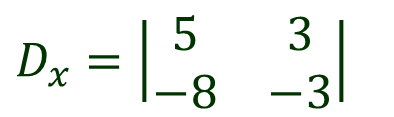 D_x = | 5 3 |
| −8 −3 |